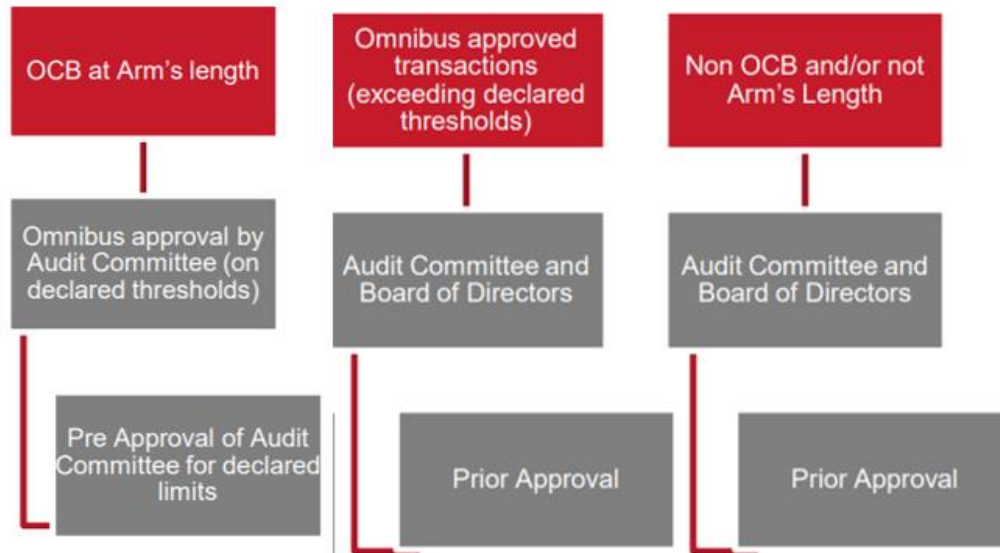 OCB at Arm's length
Omnibus approved
transactions
(exceeding declared
thresholds)
Non OCB and/or not
Arm's Length
Omnibus approval by
Audit Committee (on
declared thresholds)
Audit Committee and
Board of Directors
Audit Committee and
Board of Directors
Pre Approval of Audit
Committee for declared
limits
Prior Approval
Prior Approval